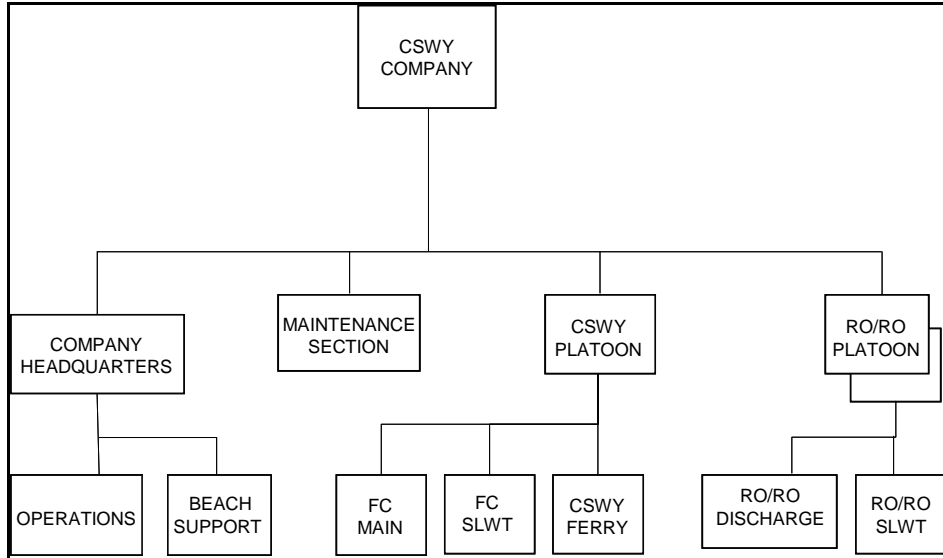 CSWY
COMPANY
COMPANY
HEADQUARTERS
MAINTENANCE
SECTION
CSWY
PLATOON
RO/RO
PLATOON
OPERATIONS
BEACH
SUPPORT
FC
MAIN
FC
SLWT
CSWY
FERRY
RO/RO
DISCHARGE
RO/RO
SLWT